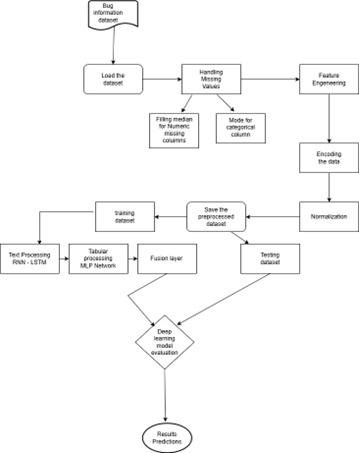 Bug
information
dataset
Load the
dataset
Handling
Missing
Values
Feature
Engeneering
Filling median
for Numeric
missing
columns
Mode for
categorical
column
Encoding
the data
training
dataset
Save the
preprocessed
dataset
Normalization
Text Processing
RNN - LSTM
Tabular
processing
MLP Network
Fusion layer
Testing
dataset
Deep
learning
model
evaluation
Results
Predictions